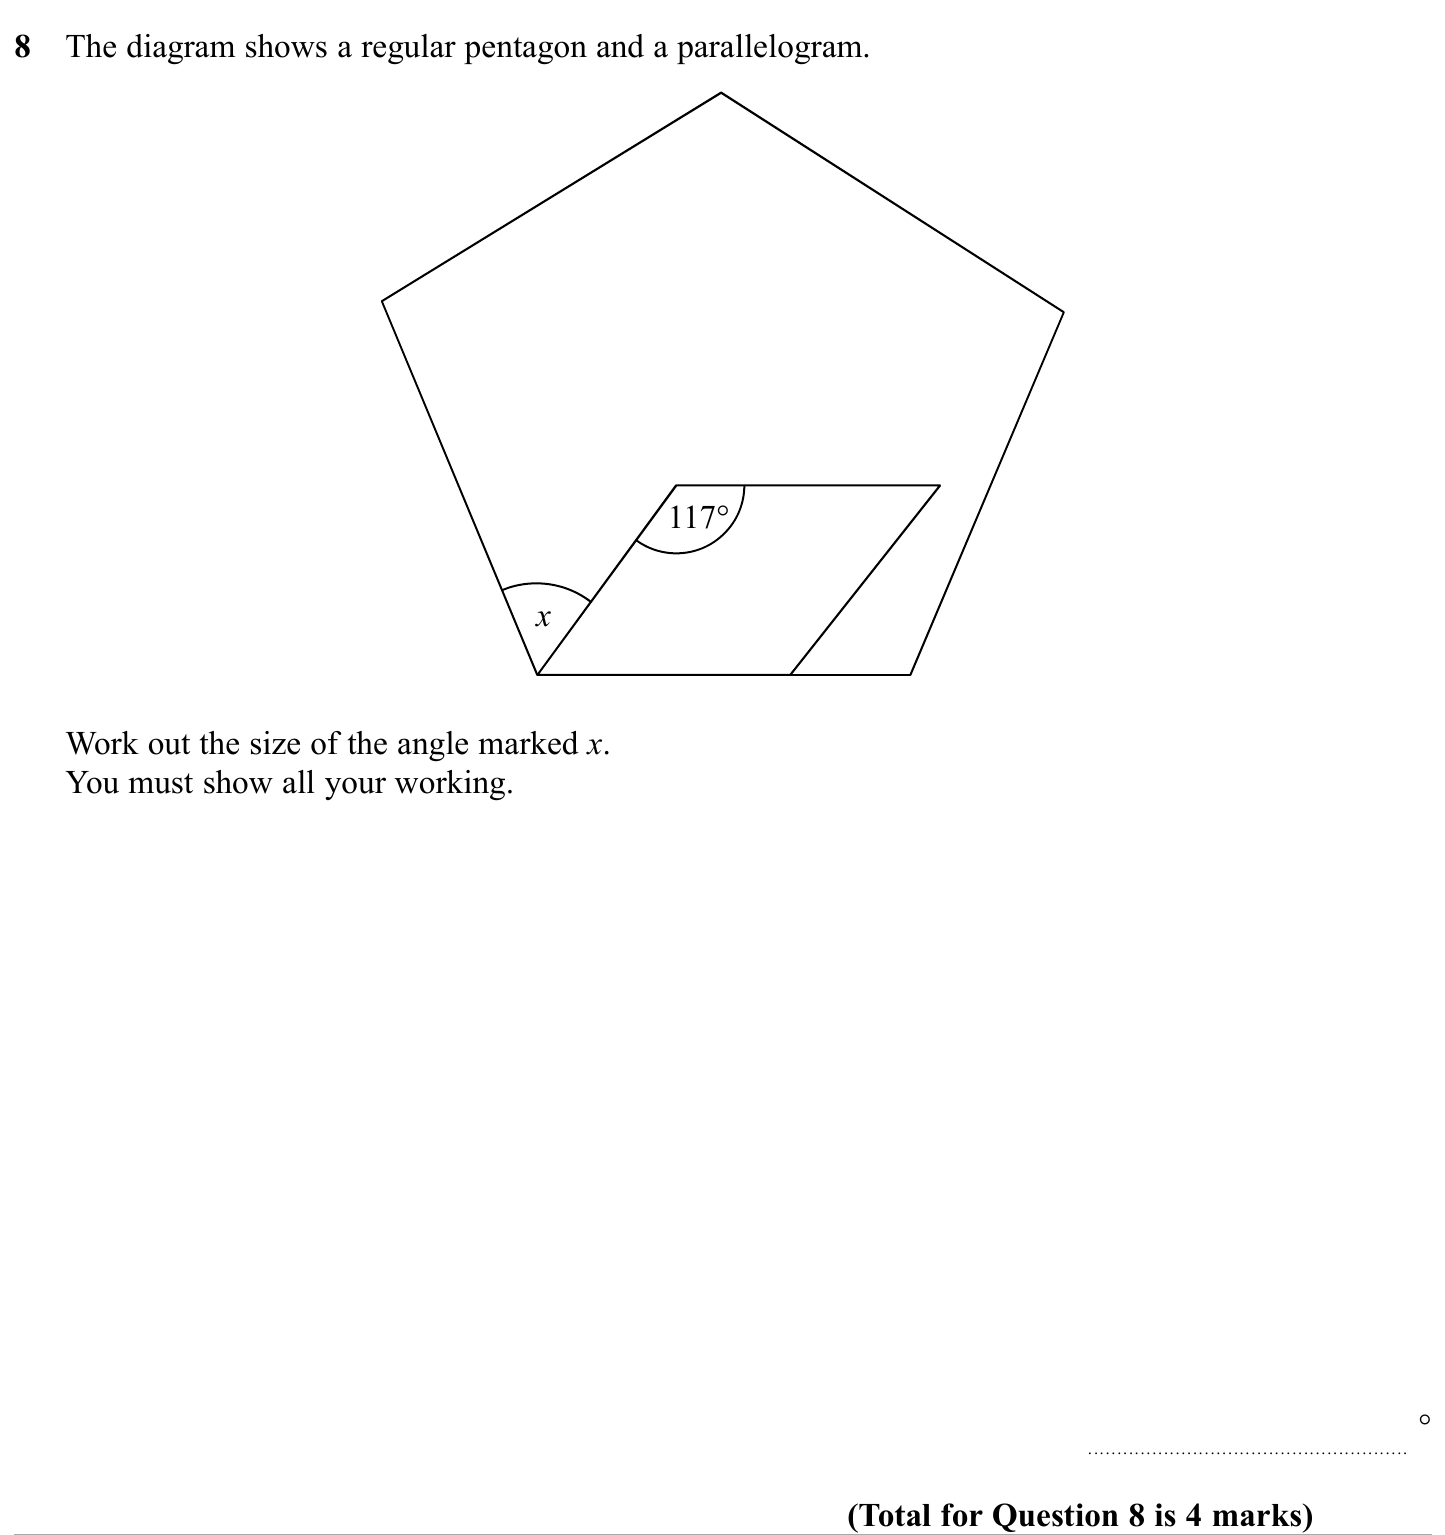 8 The diagram shows a regular pentagon and a parallelogram.
117°
x
Work out the size of the angle marked x.
You must show all your working.
°
(Total for Question 8 is 4 marks)